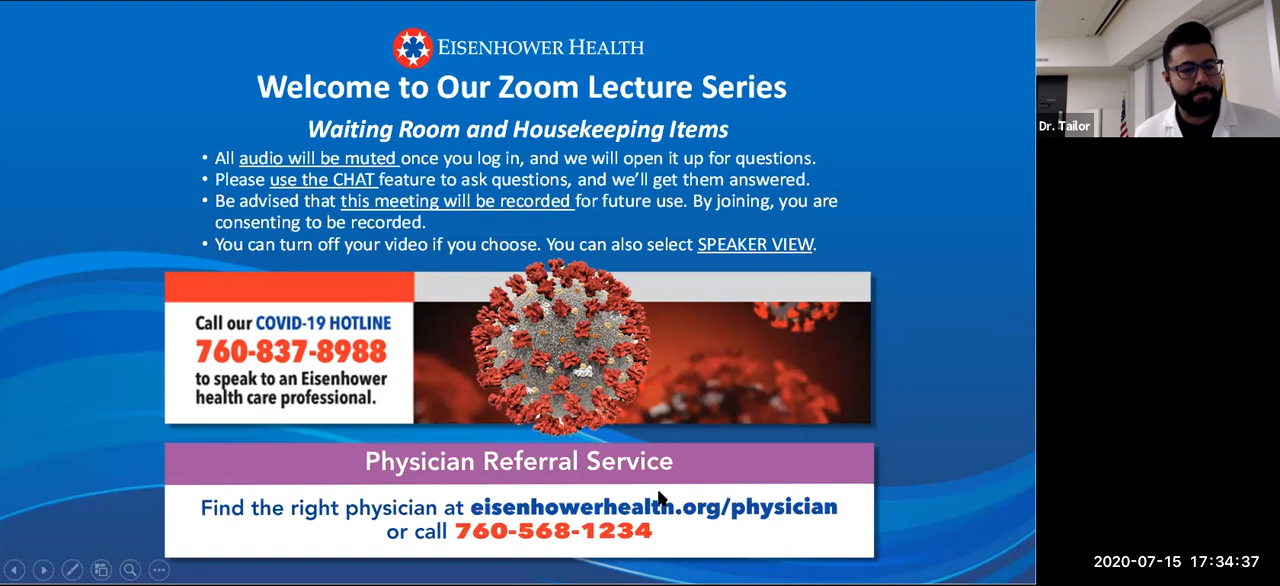 EISENHOWER HEALTH
Welcome to Our Zoom Lecture Series
Waiting Room and Housekeeping Items
• All audio will be muted once you log in, and we will open it up for questions.
• Please use the CHAT feature to ask questions, and we'll get them answered.
• Be advised that this meeting will be recorded for future use. By joining, you are
consenting to be recorded.
• You can turn off your video if you choose. You can also select SPEAKER VIEW.
Call our COVID-19 HOTLINE
760-837-8988
to speak to an Eisenhower
health care professional.
Physician Referral Service
Find the right physician at eisenhowerhealth.org/physician
or call 760-568-1234
Dr. Tailor
2020-07-15 17:34:37